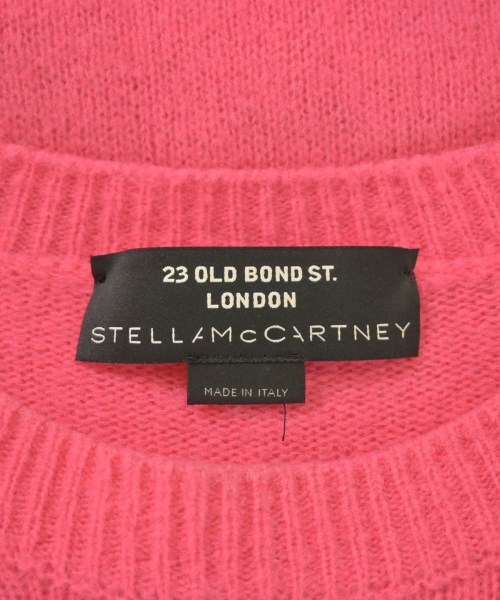 23 OLD BOND ST.
LONDON
STELLAMcCARTNEY
MADE IN ITALY